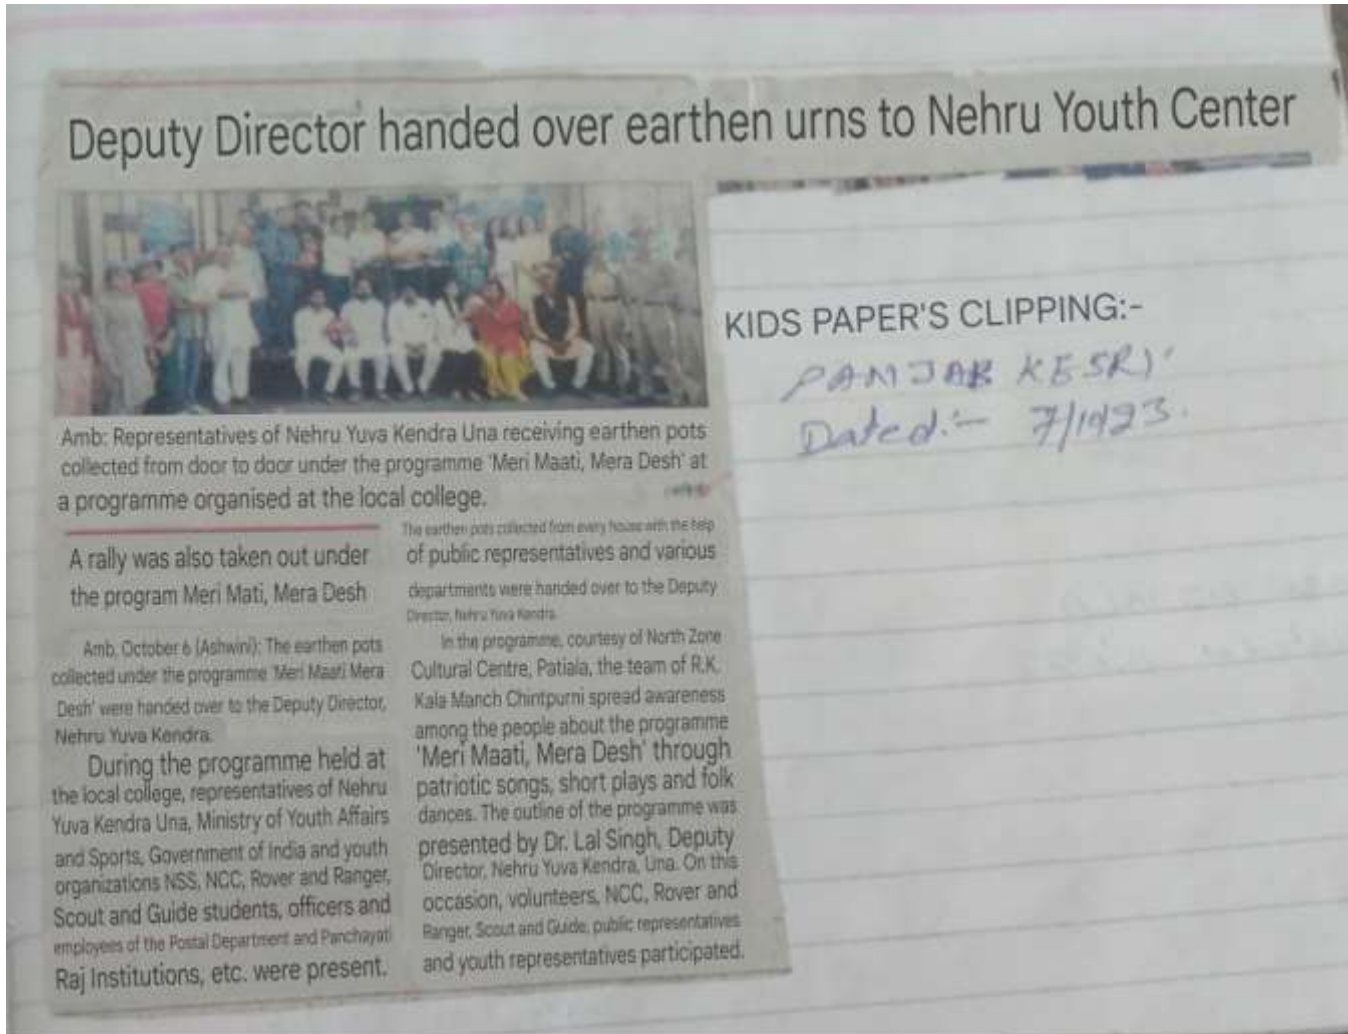 Deputy Director handed over earthen urns to Nehru Youth Center
Amb: Representatives of Nehru Yuva Kendra Una receiving earthen pots
collected from door to door under the programme 'Meri Maati, Mera Desh' at
a programme organised at the local college.
A rally was also taken out under
the program Meri Mati, Mera Desh
Amb, October 6 (Ashwini): The earthen pots
collected under the programme 'Meri Maati Mera
Desh' were handed over to the Deputy Director,
Nehru Yuva Kendra.
During the programme held at
the local college, representatives of Nehru
Yuva Kendra Una, Ministry of Youth Affairs
and Sports, Government of India and youth
organizations NSS, NCC, Rover and Ranger,
Scout and Guide students, officers and
employees of the Postal Department and Panchayati
Raj Institutions, etc. were present.
The earthen pots collected from every house with the help
of public representatives and various
departments were handed over to the Deputy
Director, Nehru Yuva Kendra.
In the programme, courtesy of North Zone
Cultural Centre, Patiala, the team of R.K.
Kala Manch Chintpurni spread awareness
among the people about the programme
'Meri Maati, Mera Desh' through
patriotic songs, short plays and folk
dances. The outline of the programme was
presented by Dr. Lal Singh, Deputy
Director, Nehru Yuva Kendra, Una. On this
occasion, volunteers, NCC, Rover and
Ranger, Scout and Guide, public representatives
and youth representatives participated.
KIDS PAPER'S CLIPPING:-
PANJAB KESRI
Dated:-